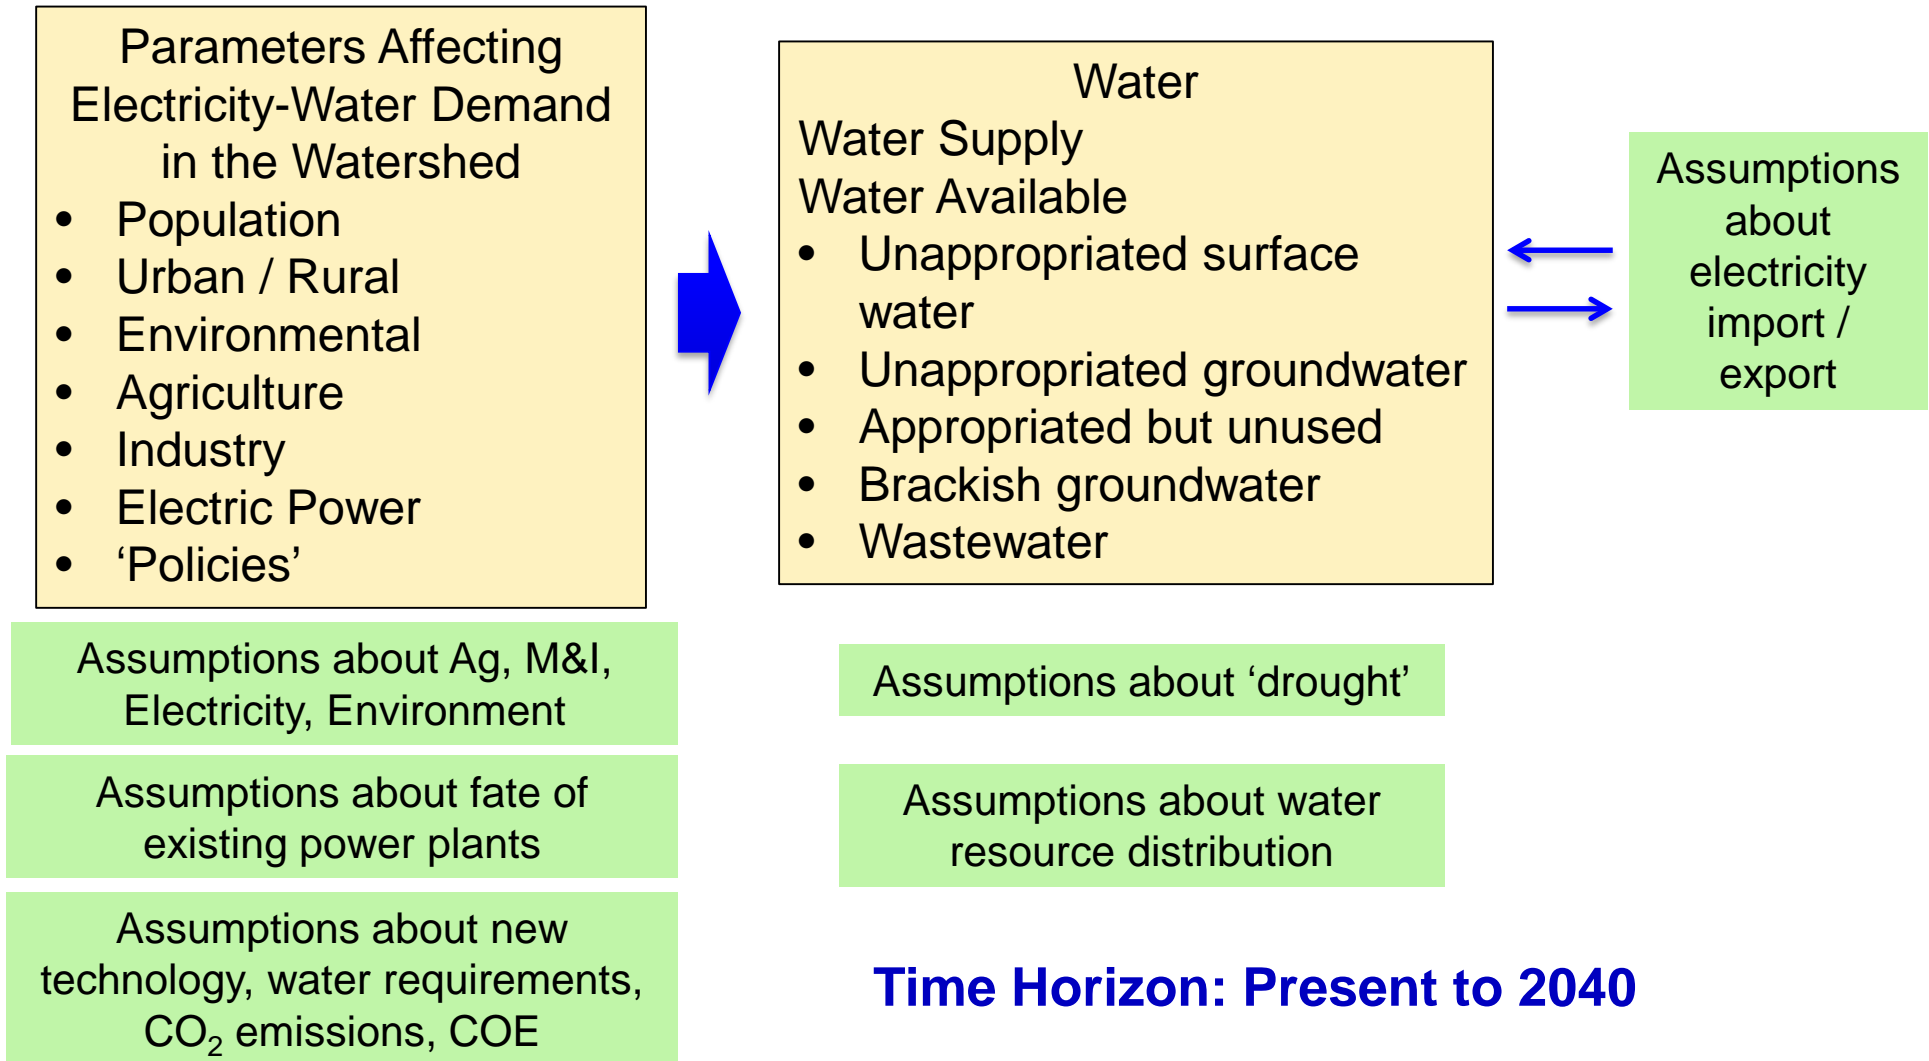 Parameters Affecting
Electricity-Water Demand
in the Watershed
• Population
• Urban / Rural
• Environmental
• Agriculture
• Industry
• Electric Power
• ‘Policies’
Assumptions about Ag, M&I,
Electricity, Environment
Assumptions about fate of
existing power plants
Assumptions about new
technology, water requirements,
CO₂ emissions, COE
Water
Water Supply
Water Available
• Unappropriated surface
water
• Unappropriated groundwater
• Appropriated but unused
• Brackish groundwater
• Wastewater
Assumptions about ‘drought’
Assumptions about water
resource distribution
Assumptions
about
electricity
import /
export
Time Horizon: Present to 2040